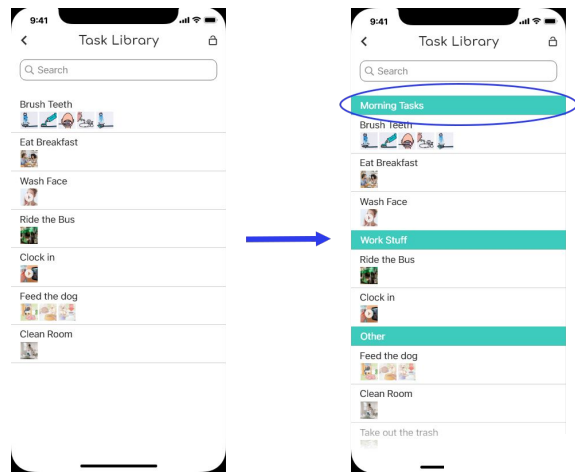 9:41
Task Library
Search
Brush Teeth
Eat Breakfast
Wash Face
Ride the Bus
Clock in
Feed the dog
Clean Room
9:41
Task Library
Search
Morning Tasks
Brush Teeth
Eat Breakfast
Wash Face
Work Stuff
Ride the Bus
Clock in
Other
Feed the dog
Clean Room
Take out the trash